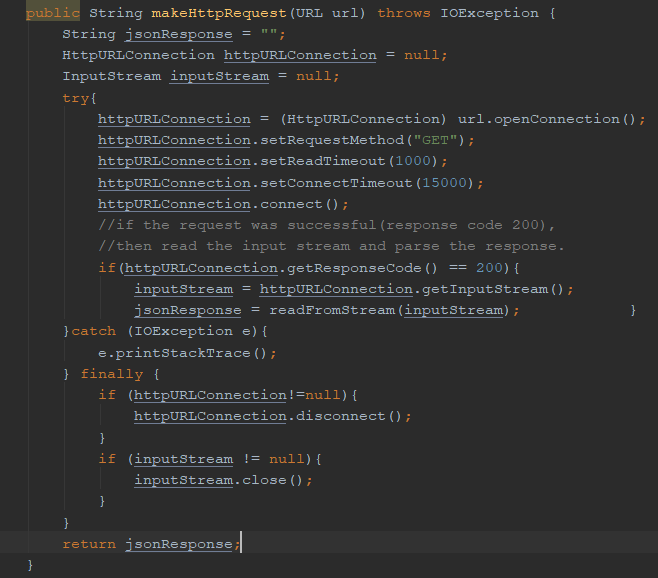 public String makeHttpRequest(URL url) throws IOException {
    String jsonResponse = "";
    HttpURLConnection httpURLConnection = null;
    InputStream inputStream = null;
    try{
        httpURLConnection = (HttpURLConnection) url.openConnection();
        httpURLConnection.setRequestMethod("GET");
        httpURLConnection.setReadTimeout(1000);
        httpURLConnection.setConnectTimeout(15000);
        httpURLConnection.connect();
        //if the request was successful(response code 200),
        //then read the input stream and parse the response.
        if(httpURLConnection.getResponseCode() == 200){
            inputStream = httpURLConnection.getInputStream();
            jsonResponse = readFromStream(inputStream);            }
    }catch (IOException e){
        e.printStackTrace();
    } finally {
        if (httpURLConnection!=null){
            httpURLConnection.disconnect();
        }
        if (inputStream != null){
            inputStream.close();
        }
    }
    return jsonResponse;
}